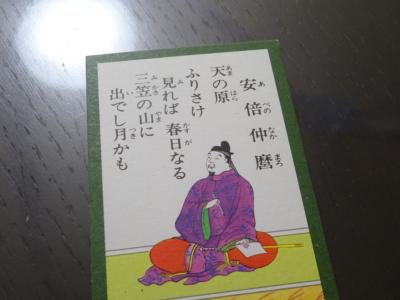 安倍仲麿
天の原
ふりさけ
見れば 春日なる
三笠の山に
出でし月かも